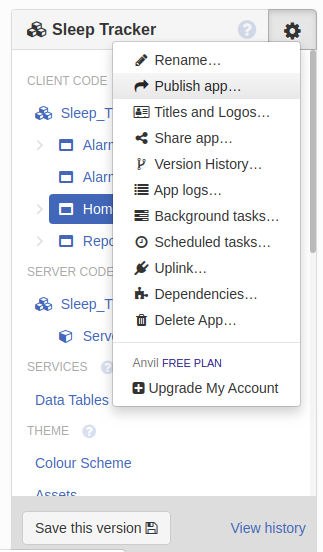 Sleep Tracker
Rename…
Publish app…
CLIENT CODE
Titles and Logos…
Sleep_T
Share app…
Alarm
Version History…
Alarm
App logs…
Hom
Background tasks…
Repo
Scheduled tasks…
SERVER CODE
Uplink…
Sleep_T
Dependencies…
Serve
Delete App…
SERVICES
Anvil FREE PLAN
Upgrade My Account
Data Tables
THEME
Colour Scheme
Assets
Save this version
View history